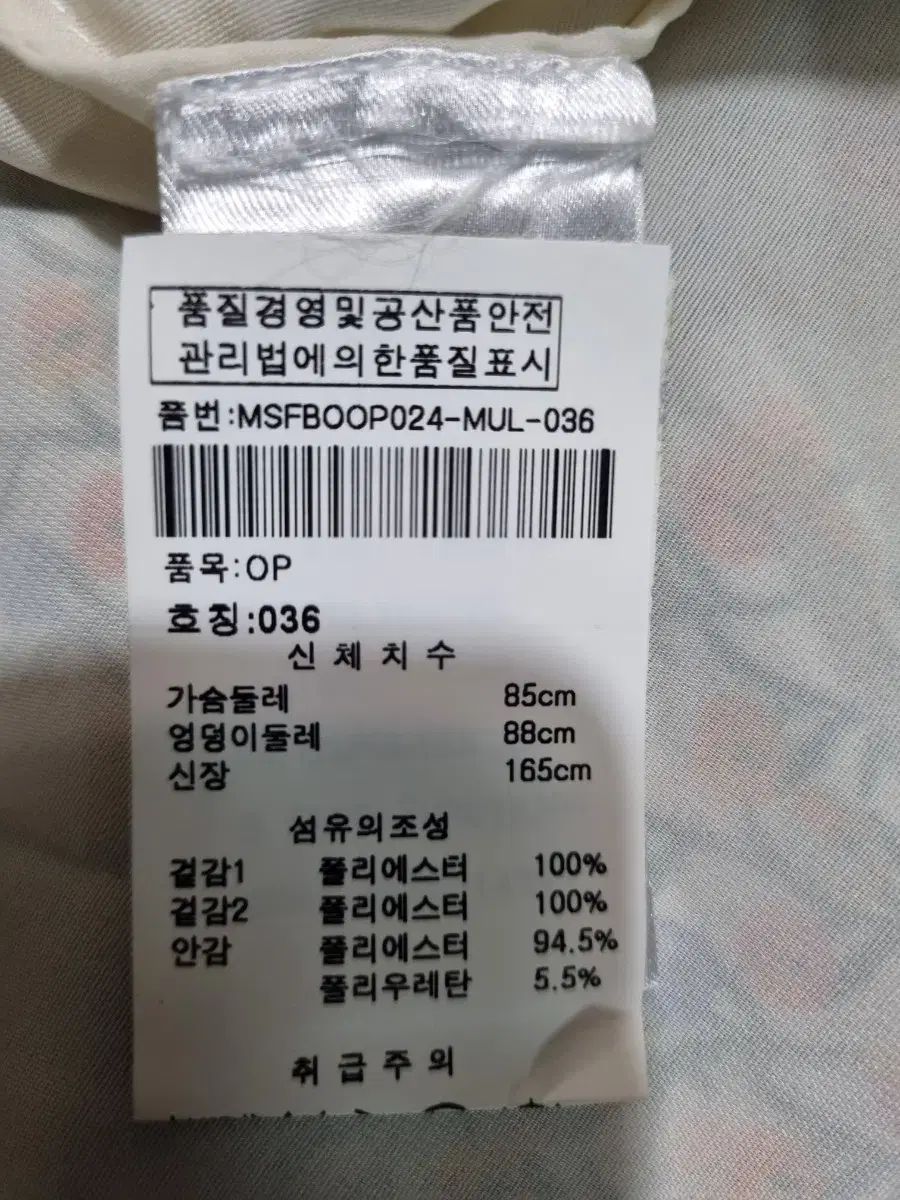 품질경영및공산품안전
관리법에의한품질표시
품번:MSFBOOP024-MUL-036
품목:OP
호칭:036
신 체 치 수
가슴둘레 85cm
엉덩이둘레 88cm
신장 165cm
섬유의조성
겉감1 폴리에스터 100%
겉감2 폴리에스터 100%
안감 폴리에스터 94.5%
폴리우레탄 5.5%
취 급 주 의